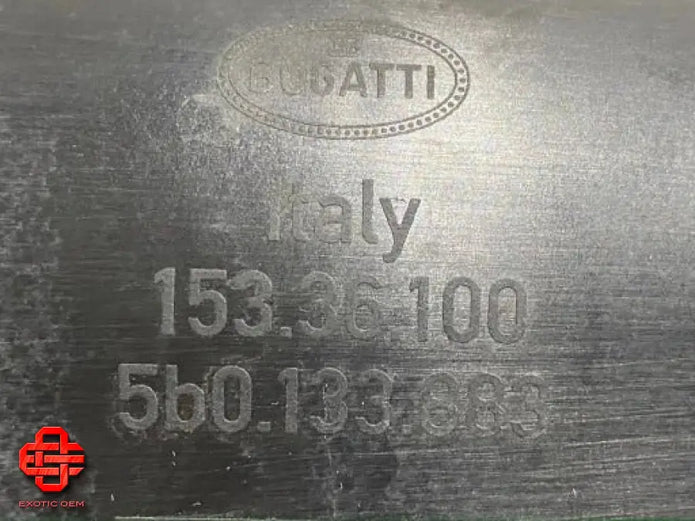 BUGATTI
Italy
153.36.100
5b0.133.683
EXOTIC OEM